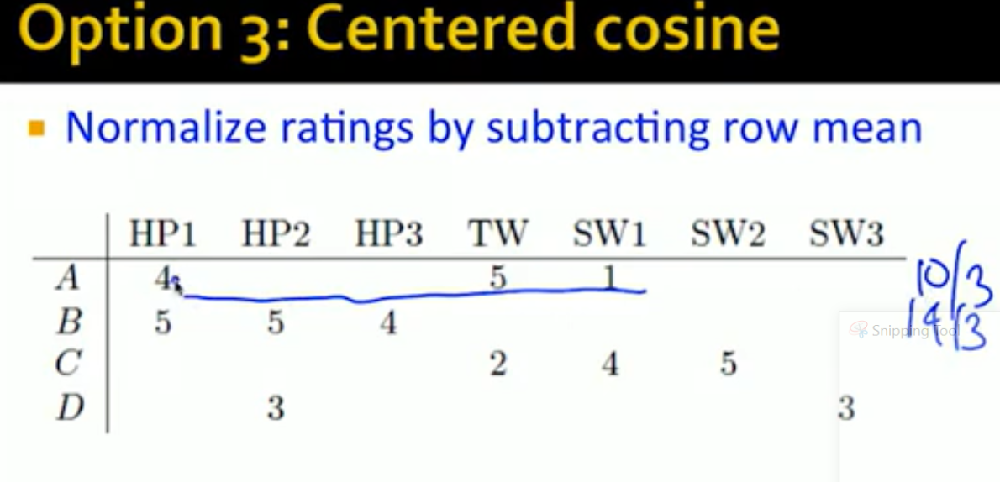 Option 3: Centered cosine
Normalize ratings by subtracting row mean
HP1 HP2 HP3 TW SW1 SW2 SW3
A 4 5 1 10/3
B 5 5 4 14/3
Snipping Tool
C 2 4 5
D 3 3